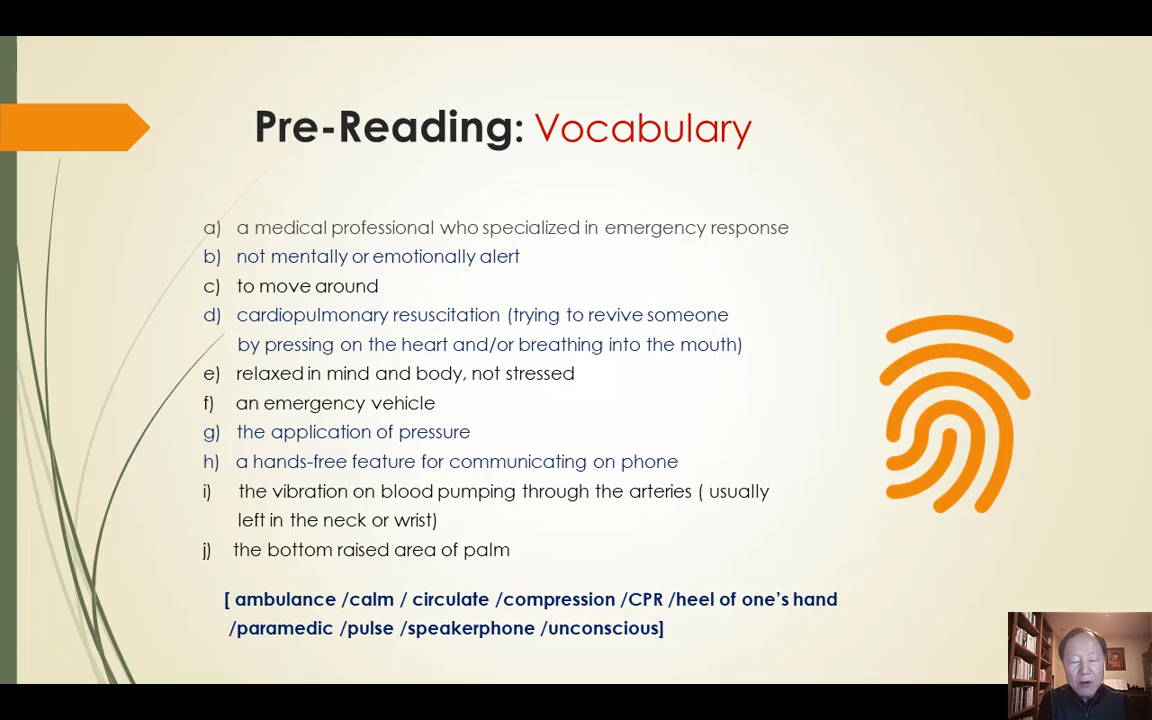 Pre-Reading: Vocabulary
a) a medical professional who specialized in emergency response
b) not mentally or emotionally alert
c) to move around
d) cardiopulmonary resuscitation (trying to revive someone
by pressing on the heart and/or breathing into the mouth)
e) relaxed in mind and body, not stressed
f) an emergency vehicle
g) the application of pressure
h) a hands-free feature for communicating on phone
i) the vibration on blood pumping through the arteries ( usually
left in the neck or wrist)
j) the bottom raised area of palm
[ ambulance /calm / circulate /compression /CPR /heel of one's hand
/paramedic /pulse /speakerphone /unconscious]